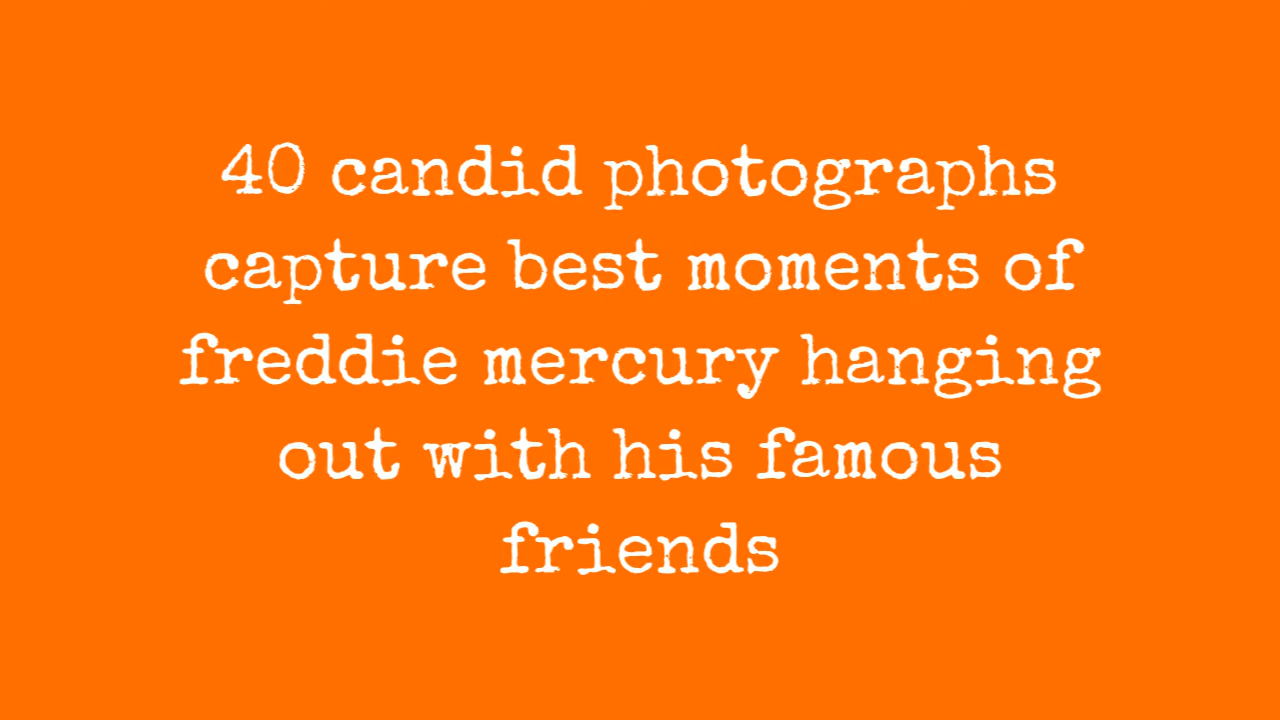 40 candid photographs
capture best moments of
freddie mercury hanging
out with his famous
friends